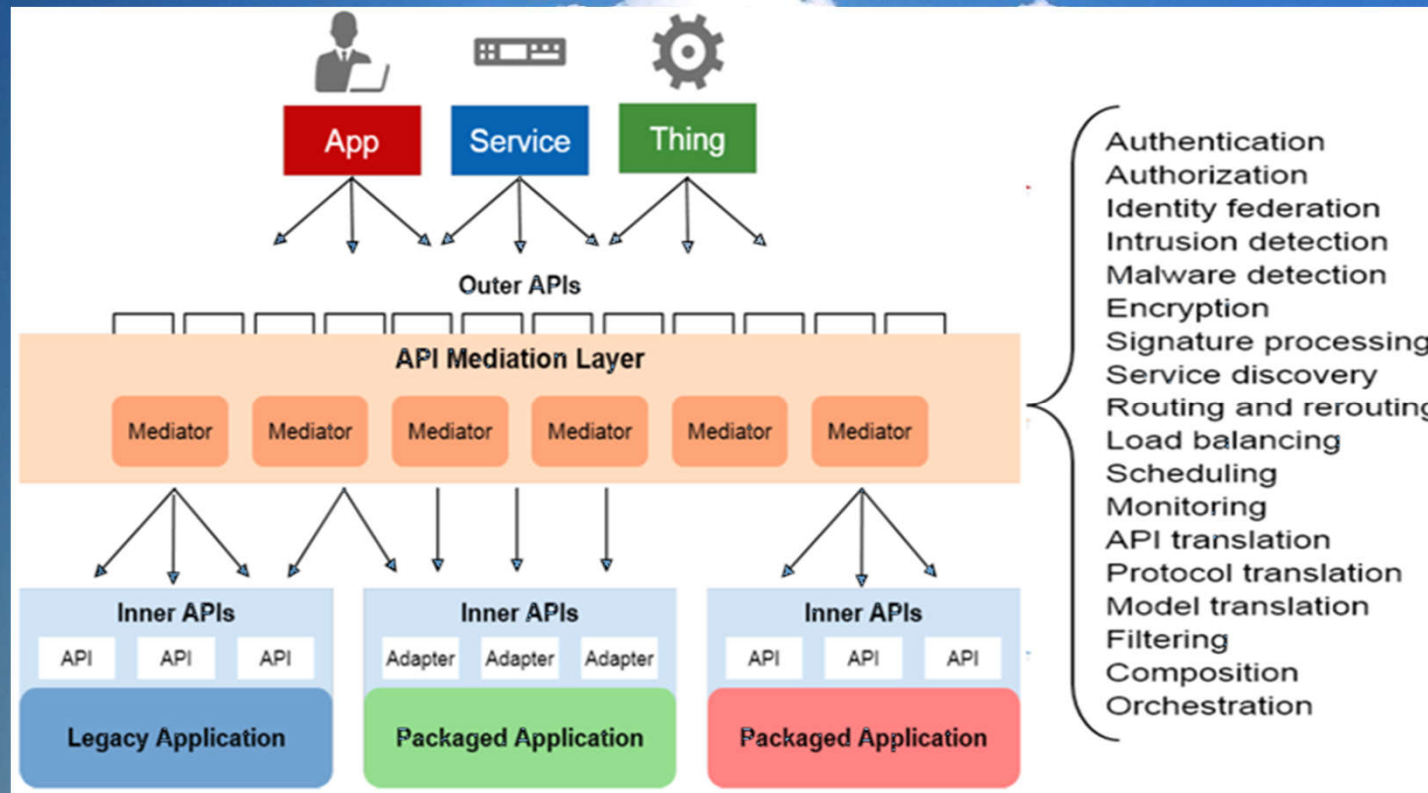 App
Service
Thing
Outer APIs
API Mediation Layer
Mediator
Mediator
Mediator
Mediator
Mediator
Mediator
Inner APIs
API
API
API
Legacy Application
Inner APIs
Adapter
Adapter
Adapter
Packaged Application
Inner APIs
API
API
API
Packaged Application
Authentication
Authorization
Identity federation
Intrusion detection
Malware detection
Encryption
Signature processing
Service discovery
Routing and rerouting
Load balancing
Scheduling
Monitoring
API translation
Protocol translation
Model translation
Filtering
Composition
Orchestration